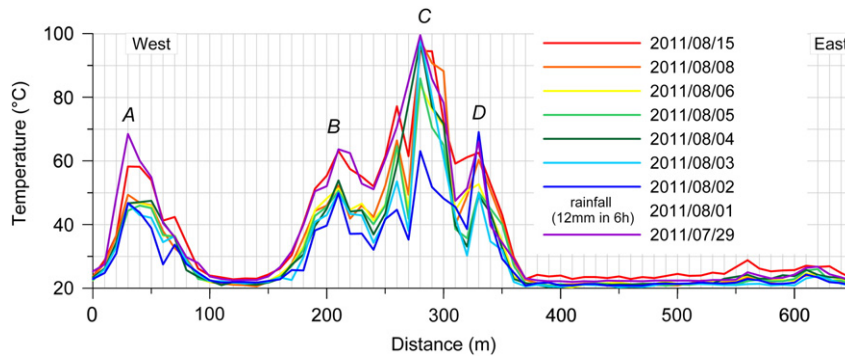 C
100
West
2011/08/15
East
2011/08/08
80
A
B
D
2011/08/06
2011/08/05
Temperature (°C)
60
2011/08/04
2011/08/03
2011/08/02
40
rainfall
(12mm in 6h)
2011/08/01
2011/07/29
20
0 100 200 300 400 500 600
Distance (m)